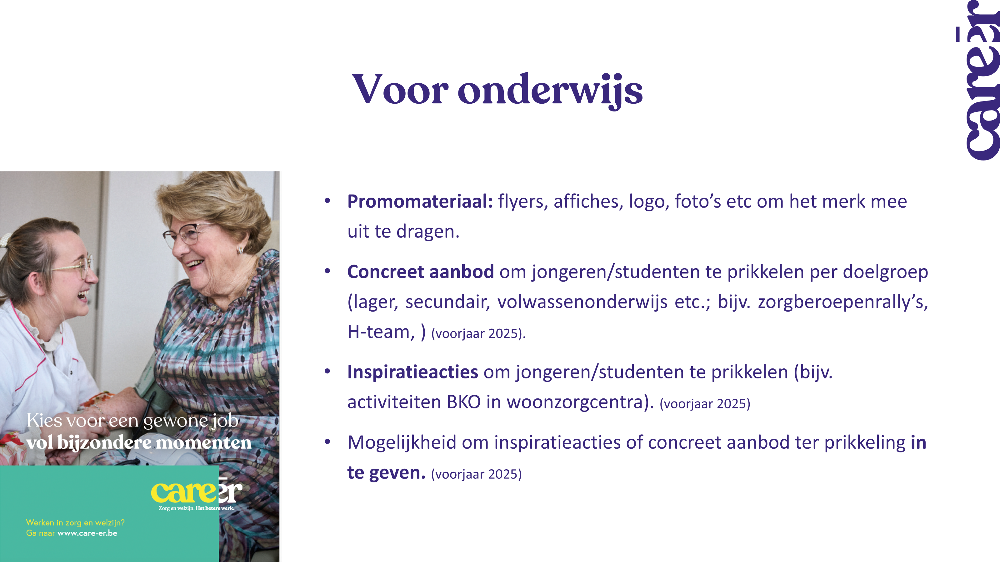 Voor onderwijs
careēr
• Promomateriaal: flyers, affiches, logo, foto’s etc om het merk mee
uit te dragen.
• Concreet aanbod om jongeren/studenten te prikkelen per doelgroep
(lager, secundair, volwassenonderwijs etc.; bijv. zorgberoepenrally’s,
H-team, ) (voorjaar 2025).
• Inspiratieacties om jongeren/studenten te prikkelen (bijv.
activiteiten BKO in woonzorgcentra). (voorjaar 2025)
• Mogelijkheid om inspiratieacties of concreet aanbod ter prikkeling in
te geven. (voorjaar 2025)
Kies voor een gewone job
vol bijzondere momenten
careēr
Zorg en welzijn. Het betere werk.
Werken in zorg en welzijn?
Ga naar www.care-er.be